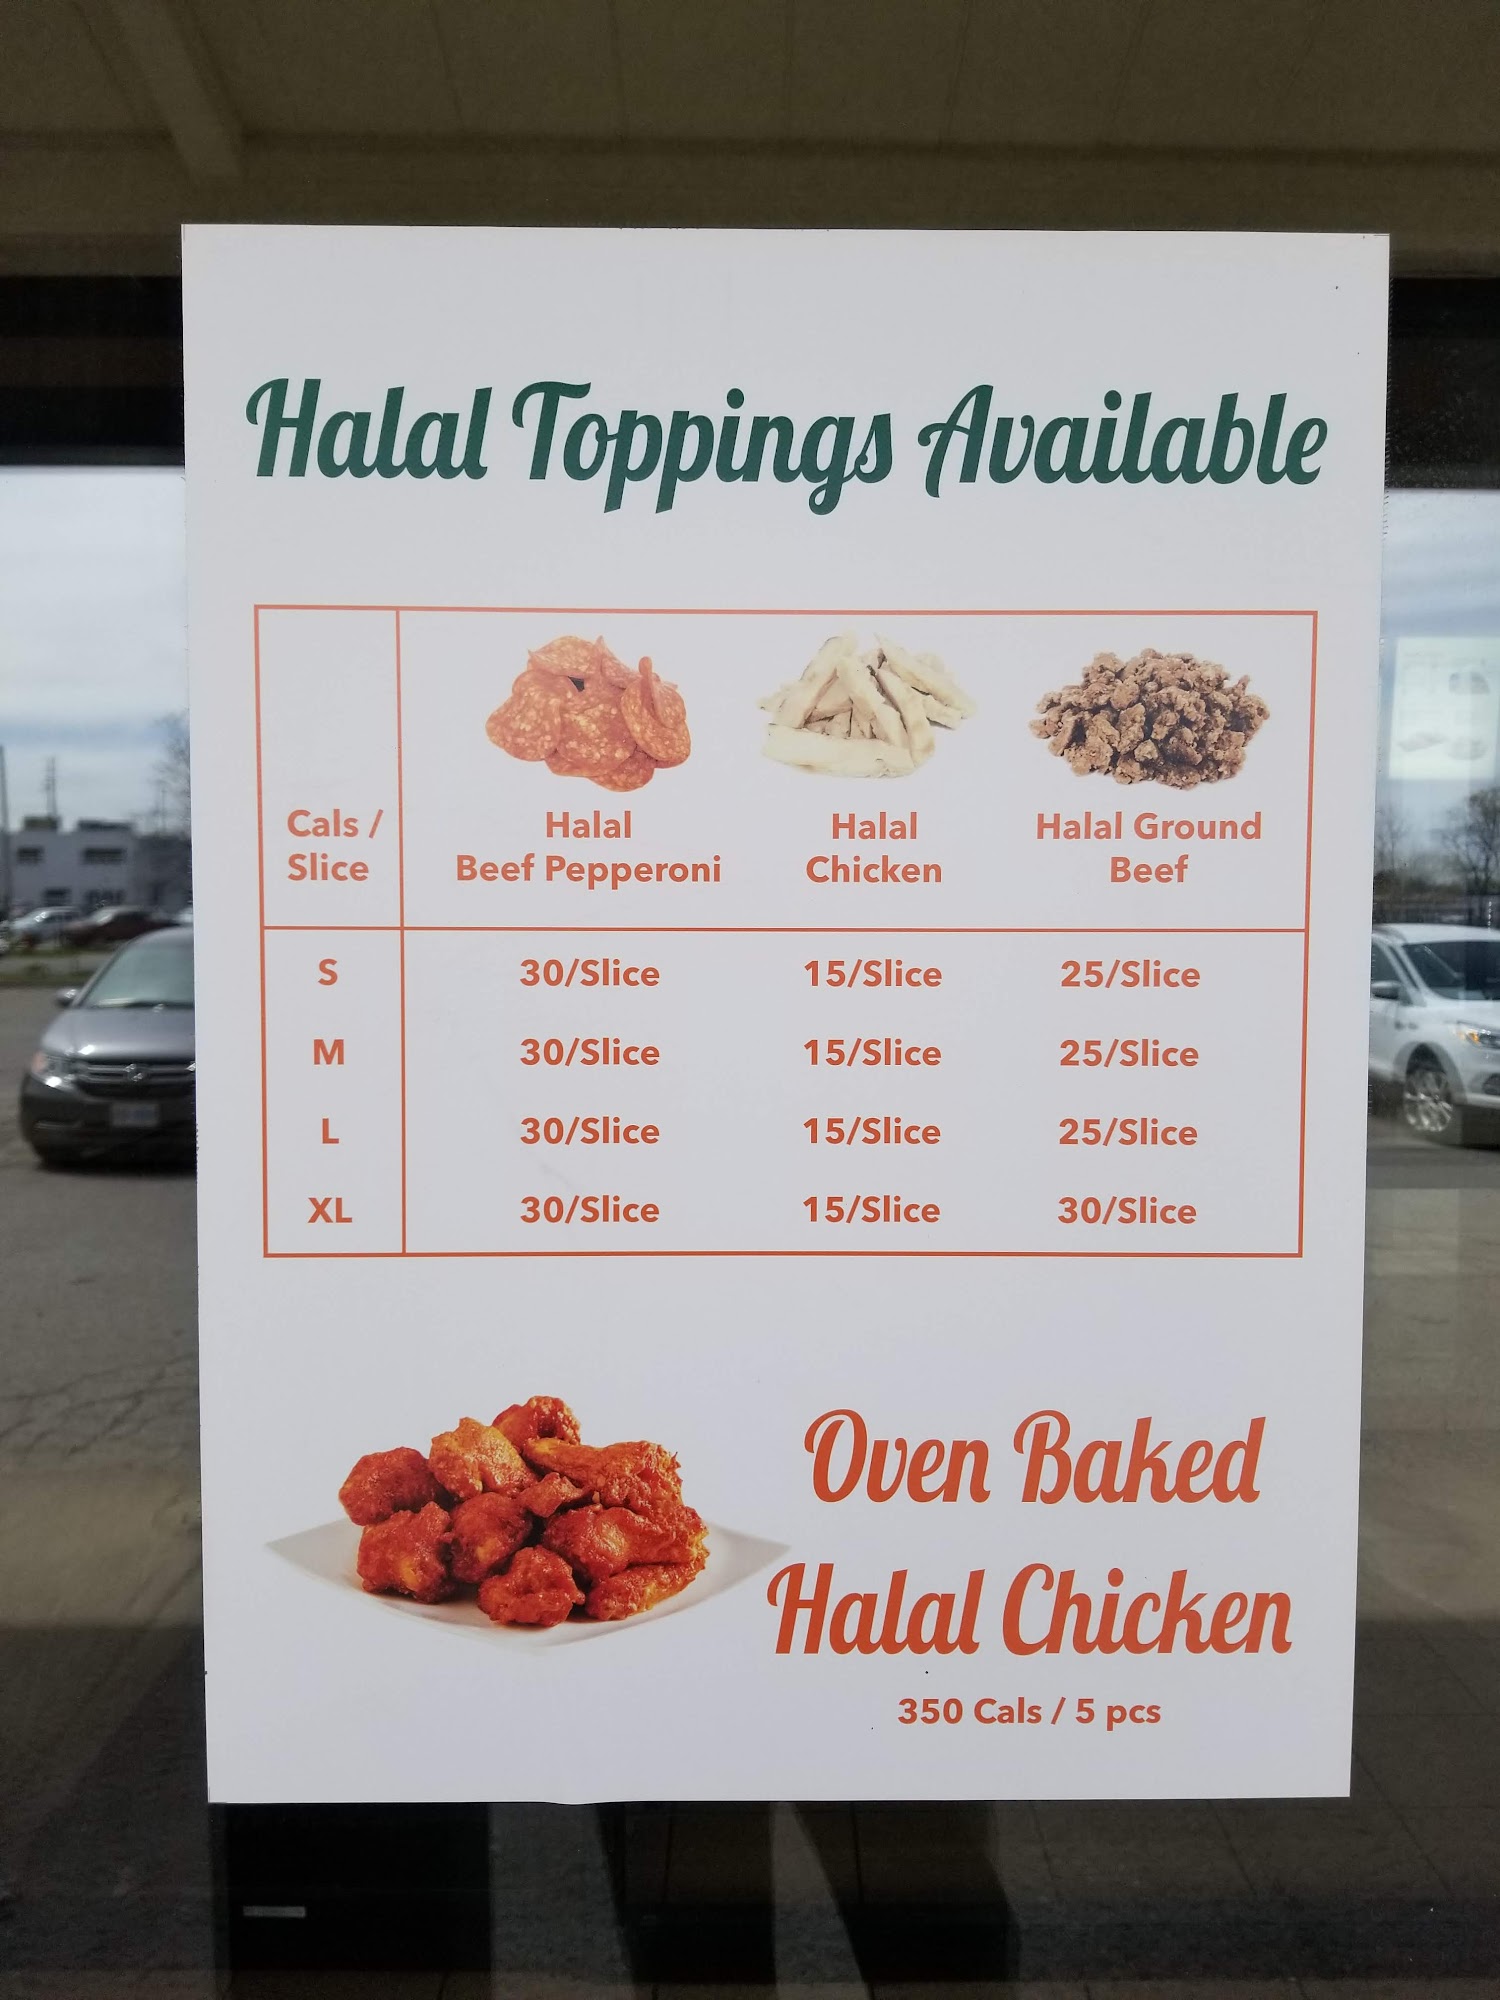 Halal Toppings Available
Cals /
Slice
Halal
Beef Pepperoni
Halal
Chicken
Halal Ground
Beef
S 30/Slice 15/Slice 25/Slice
M 30/Slice 15/Slice 25/Slice
L 30/Slice 15/Slice 25/Slice
XL 30/Slice 15/Slice 30/Slice
Oven Baked
Halal Chicken
350 Cals / 5 pcs